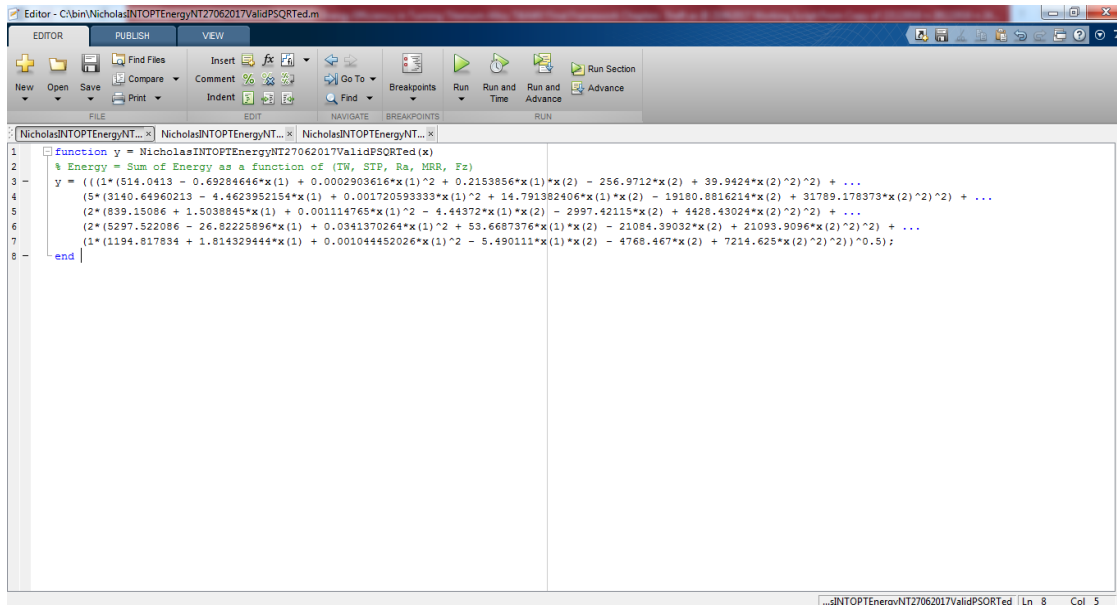 Editor - C:\bin\NicholasINTOPTEnergyNT27062017ValidPSQRTed.m
EDITOR PUBLISH VIEW
New Open Save Find Files Compare Print
Insert Comment Indent
Go To Find
Breakpoints
Run Run and Time Run and Advance Run Section Advance
FILE EDIT NAVIGATE BREAKPOINTS RUN
NicholasINTOPTEnergyNT... × NicholasINTOPTEnergyNT... × NicholasINTOPTEnergyNT... ×
1 function y = NicholasINTOPTEnergyNT27062017ValidPSQRTed(x)
2 % Energy = Sum of Energy as a function of (TW, STP, Ra, MRR, Fz)
3 – y = (((1*(514.0413 - 0.69284646*x(1) + 0.0002903616*x(1)^2 + 0.2153856*x(1)*x(2) - 256.9712*x(2) + 39.9424*x(2)^2)^2) + ...
4 (5*(3140.64960213 - 4.4623952154*x(1) + 0.001720593333*x(1)^2 + 14.791382406*x(1)*x(2) - 19180.8816214*x(2) + 31789.178373*x(2)^2)^2) + ...
5 (2*(839.15086 + 1.5038845*x(1) + 0.001114765*x(1)^2 - 4.44372*x(1)*x(2) - 2997.42115*x(2) + 4428.43024*x(2)^2)^2) + ...
6 (2*(5297.522086 - 26.82225896*x(1) + 0.0341370264*x(1)^2 + 53.6687376*x(1)*x(2) - 21084.39032*x(2) + 21093.9096*x(2)^2)^2) + ...
7 (1*(1194.817834 + 1.814329444*x(1) + 0.001044452026*x(1)^2 - 5.490111*x(1)*x(2) - 4768.467*x(2) + 7214.625*x(2)^2)^2))^0.5);
8 – end
...sINTOPTEnergyNT27062017ValidPSQRTed Ln 8 Col 5